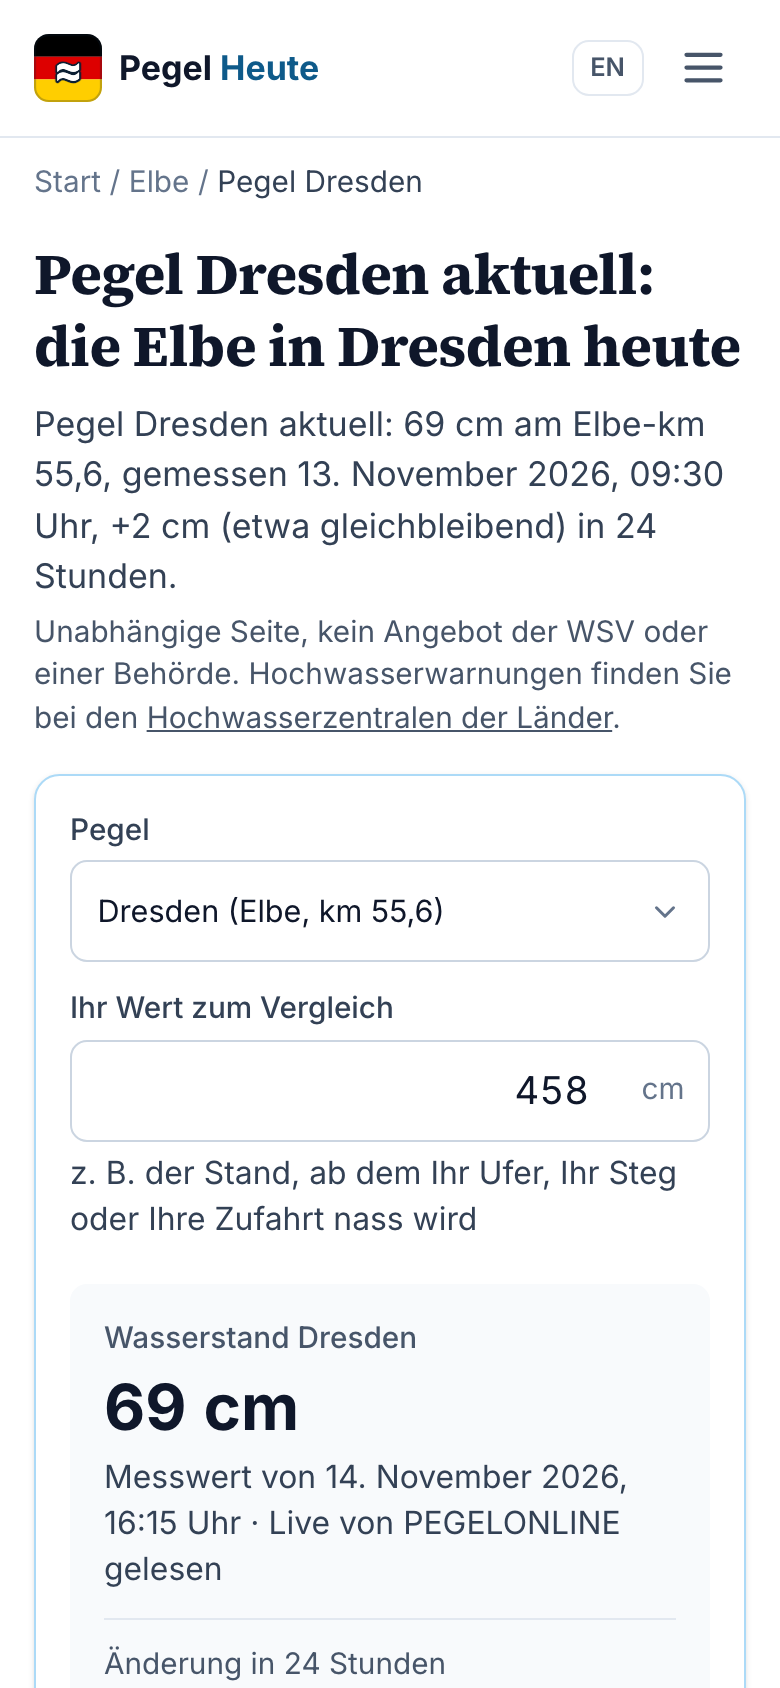 Pegel Heute
EN
Start / Elbe / Pegel Dresden
Pegel Dresden aktuell:
die Elbe in Dresden heute
Pegel Dresden aktuell: 69 cm am Elbe-km
55,6, gemessen 13. November 2026, 09:30
Uhr, +2 cm (etwa gleichbleibend) in 24
Stunden.
Unabhängige Seite, kein Angebot der WSV oder
einer Behörde. Hochwasserwarnungen finden Sie
bei den Hochwasserzentralen der Länder.
Pegel
Dresden (Elbe, km 55,6)
Ihr Wert zum Vergleich
458 cm
z. B. der Stand, ab dem Ihr Ufer, Ihr Steg
oder Ihre Zufahrt nass wird
Wasserstand Dresden
69 cm
Messwert von 14. November 2026,
16:15 Uhr · Live von PEGELONLINE
gelesen
Änderung in 24 Stunden